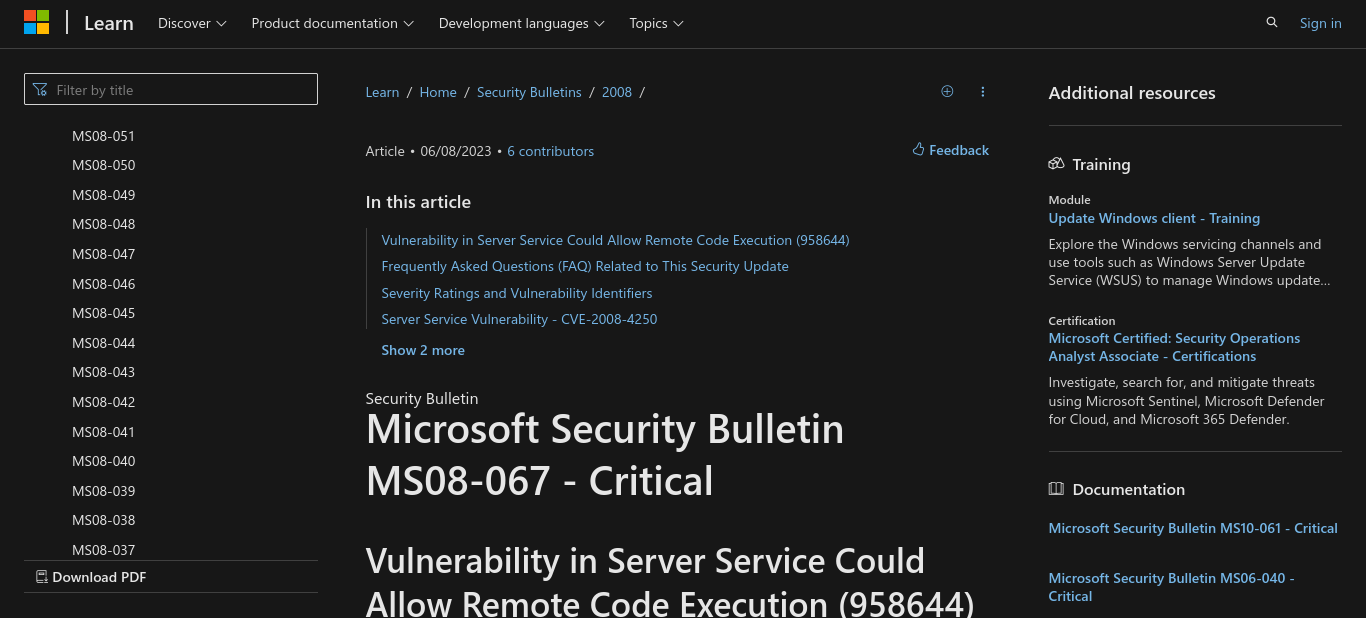 Learn
Discover
Product documentation
Development languages
Topics
Sign in
Filter by title
MS08-051
MS08-050
MS08-049
MS08-048
MS08-047
MS08-046
MS08-045
MS08-044
MS08-043
MS08-042
MS08-041
MS08-040
MS08-039
MS08-038
MS08-037
Download PDF
Learn / Home / Security Bulletins / 2008 /
Article • 06/08/2023 • 6 contributors
Feedback
In this article
Vulnerability in Server Service Could Allow Remote Code Execution (958644)
Frequently Asked Questions (FAQ) Related to This Security Update
Severity Ratings and Vulnerability Identifiers
Server Service Vulnerability - CVE-2008-4250
Show 2 more
Security Bulletin
Microsoft Security Bulletin
MS08-067 - Critical
Vulnerability in Server Service Could
Allow Remote Code Execution (958644)
Additional resources
Training
Module
Update Windows client - Training
Explore the Windows servicing channels and
use tools such as Windows Server Update
Service (WSUS) to manage Windows update...
Certification
Microsoft Certified: Security Operations
Analyst Associate - Certifications
Investigate, search for, and mitigate threats
using Microsoft Sentinel, Microsoft Defender
for Cloud, and Microsoft 365 Defender.
Documentation
Microsoft Security Bulletin MS10-061 - Critical
Microsoft Security Bulletin MS06-040 -
Critical